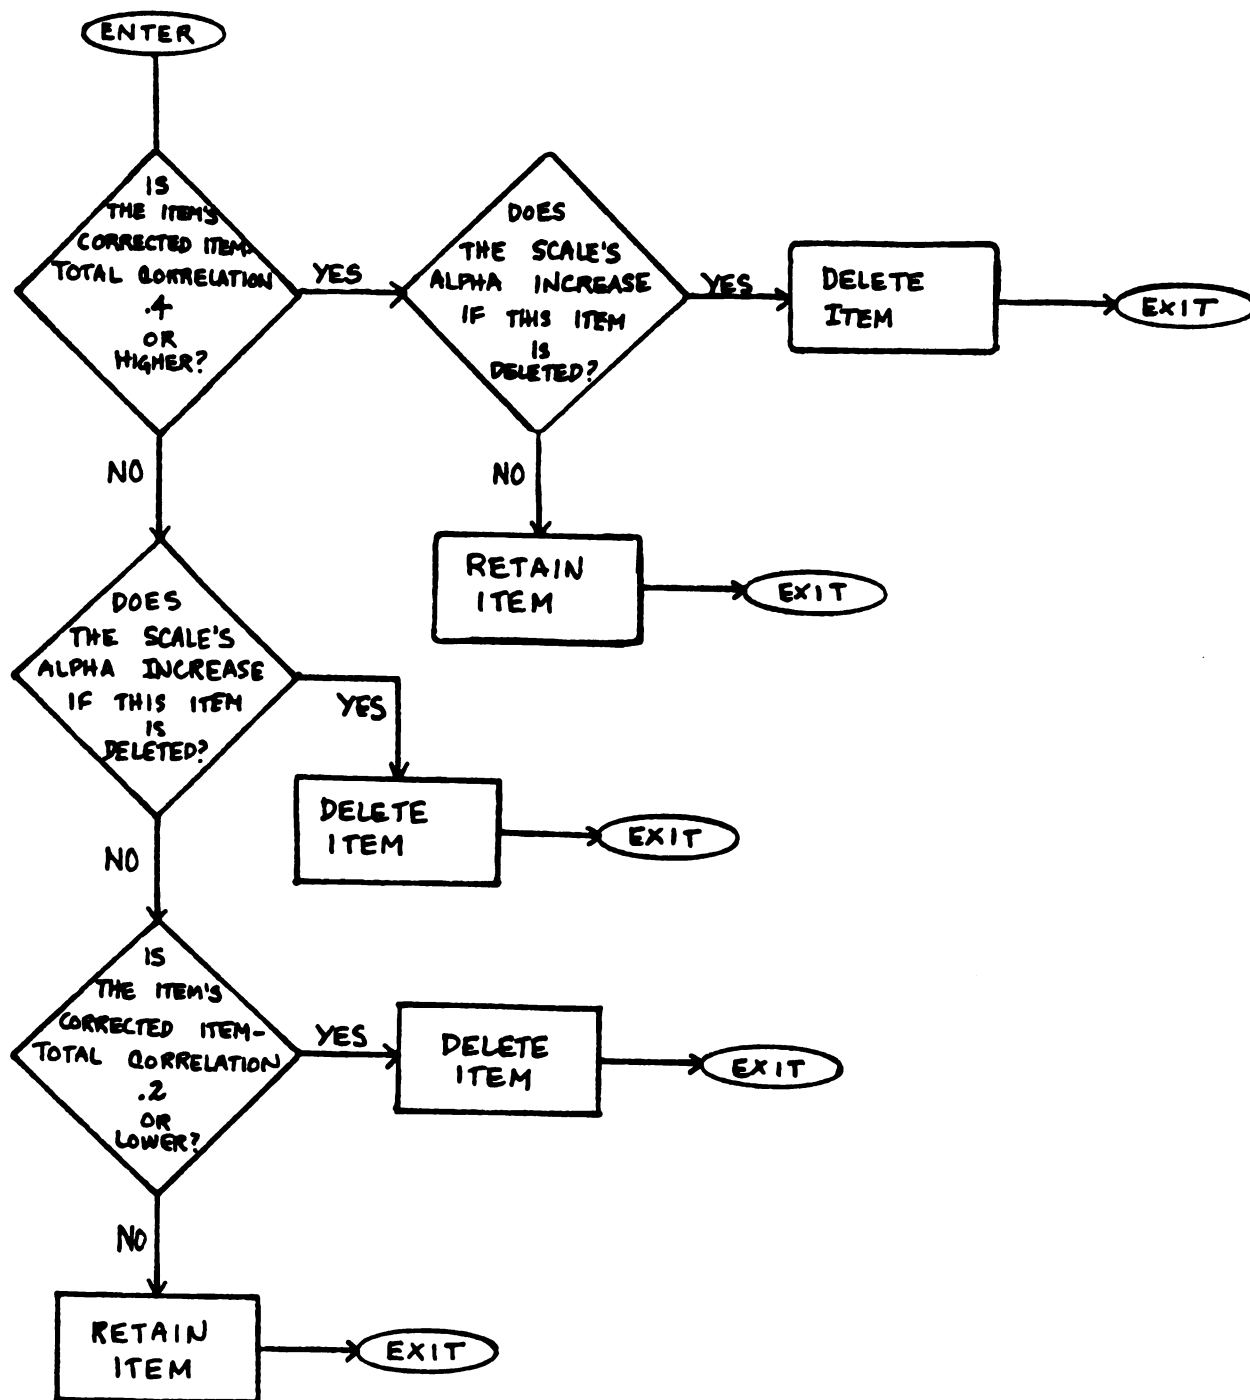 ENTER
IS
THE ITEM'S
CORRECTED ITEM-
TOTAL CORRELATION
.4
OR
HIGHER?
YES
DOES
THE SCALE'S
ALPHA INCREASE
IF THIS ITEM
IS
DELETED?
YES
DELETE
ITEM
EXIT
NO
NO
RETAIN
ITEM
EXIT
DOES
THE SCALE'S
ALPHA INCREASE
IF THIS ITEM
IS
DELETED?
YES
DELETE
ITEM
EXIT
NO
IS
THE ITEM'S
CORRECTED ITEM-
TOTAL CORRELATION
.2
OR
LOWER?
YES
DELETE
ITEM
EXIT
NO
RETAIN
ITEM
EXIT